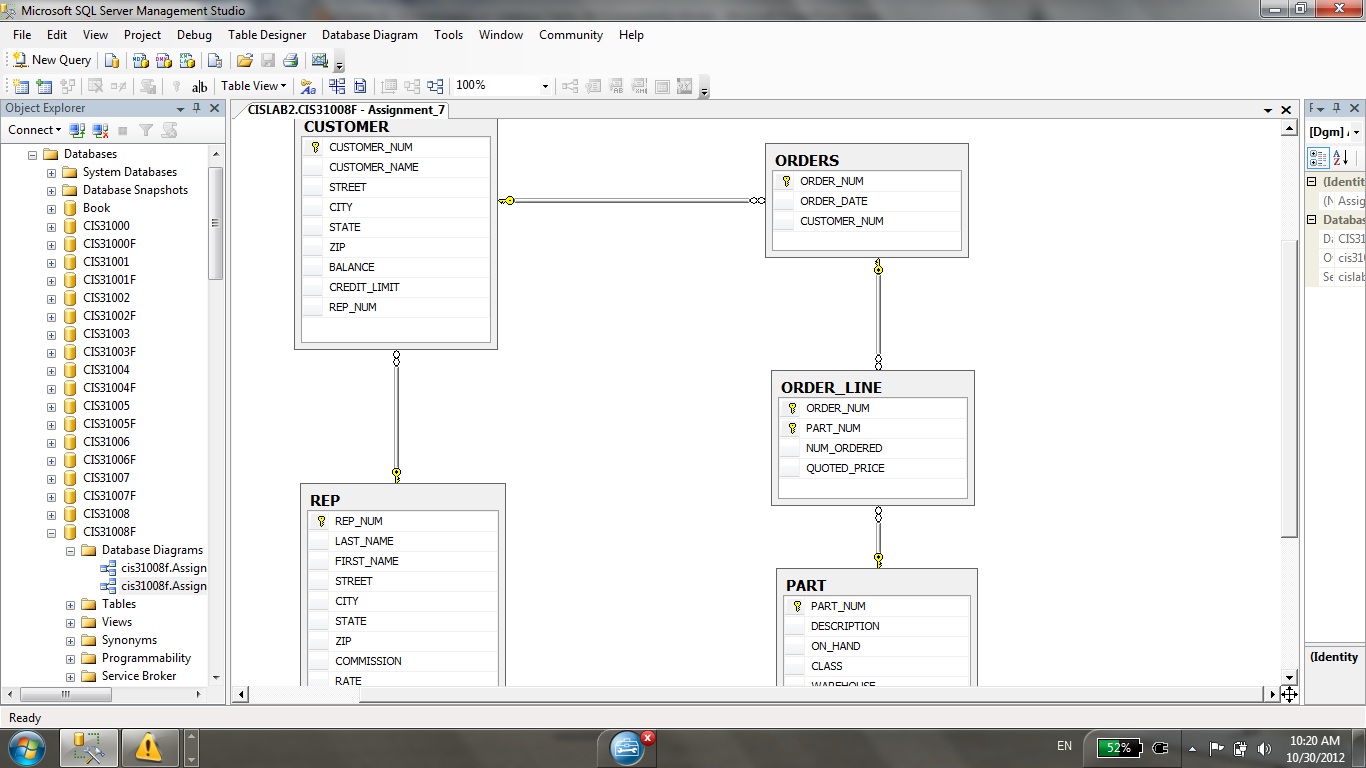 Microsoft SQL Server Management Studio
File Edit View Project Debug Table Designer Database Diagram Tools Window Community Help
New Query
ab Table View 100%
Object Explorer
CISLAB2.CIS31008F - Assignment_7
Connect
Databases
System Databases
Database Snapshots
Book
CIS31000
CIS31000F
CIS31001
CIS31001F
CIS31002
CIS31002F
CIS31003
CIS31003F
CIS31004
CIS31004F
CIS31005
CIS31005F
CIS31006
CIS31006F
CIS31007
CIS31007F
CIS31008
CIS31008F
Database Diagrams
cis31008f.Assign
cis31008f.Assign
Tables
Views
Synonyms
Programmability
Service Broker
CUSTOMER
CUSTOMER_NUM
CUSTOMER_NAME
STREET
CITY
STATE
ZIP
BALANCE
CREDIT_LIMIT
REP_NUM
ORDERS
ORDER_NUM
ORDER_DATE
CUSTOMER_NUM
ORDER_LINE
ORDER_NUM
PART_NUM
NUM_ORDERED
QUOTED_PRICE
REP
REP_NUM
LAST_NAME
FIRST_NAME
STREET
CITY
STATE
ZIP
COMMISSION
RATE
PART
PART_NUM
DESCRIPTION
ON_HAND
CLASS
WAREHOUSE
[Dgm]
(Identit
(N Assig
Databas
CIS31
cis31
Se cislab
(Identity
Ready
EN
52%
10:20 AM
10/30/2012